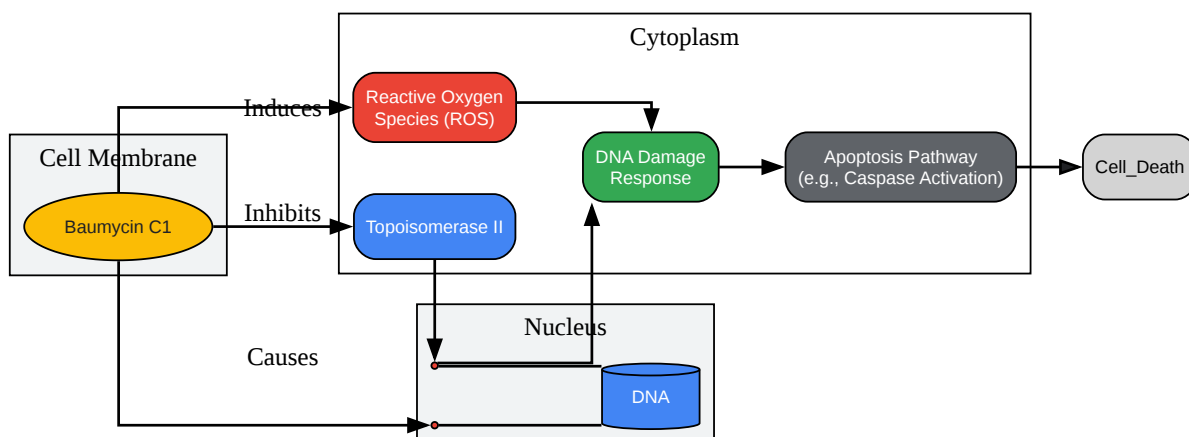 Cytoplasm
Induces
Reactive Oxygen
Species (ROS)
Cell Membrane
DNA Damage
Response
Apoptosis Pathway
(e.g., Caspase Activation)
Cell_Death
Baumycin C1
Inhibits
Topoisomerase II
Nucleus
Causes
DNA